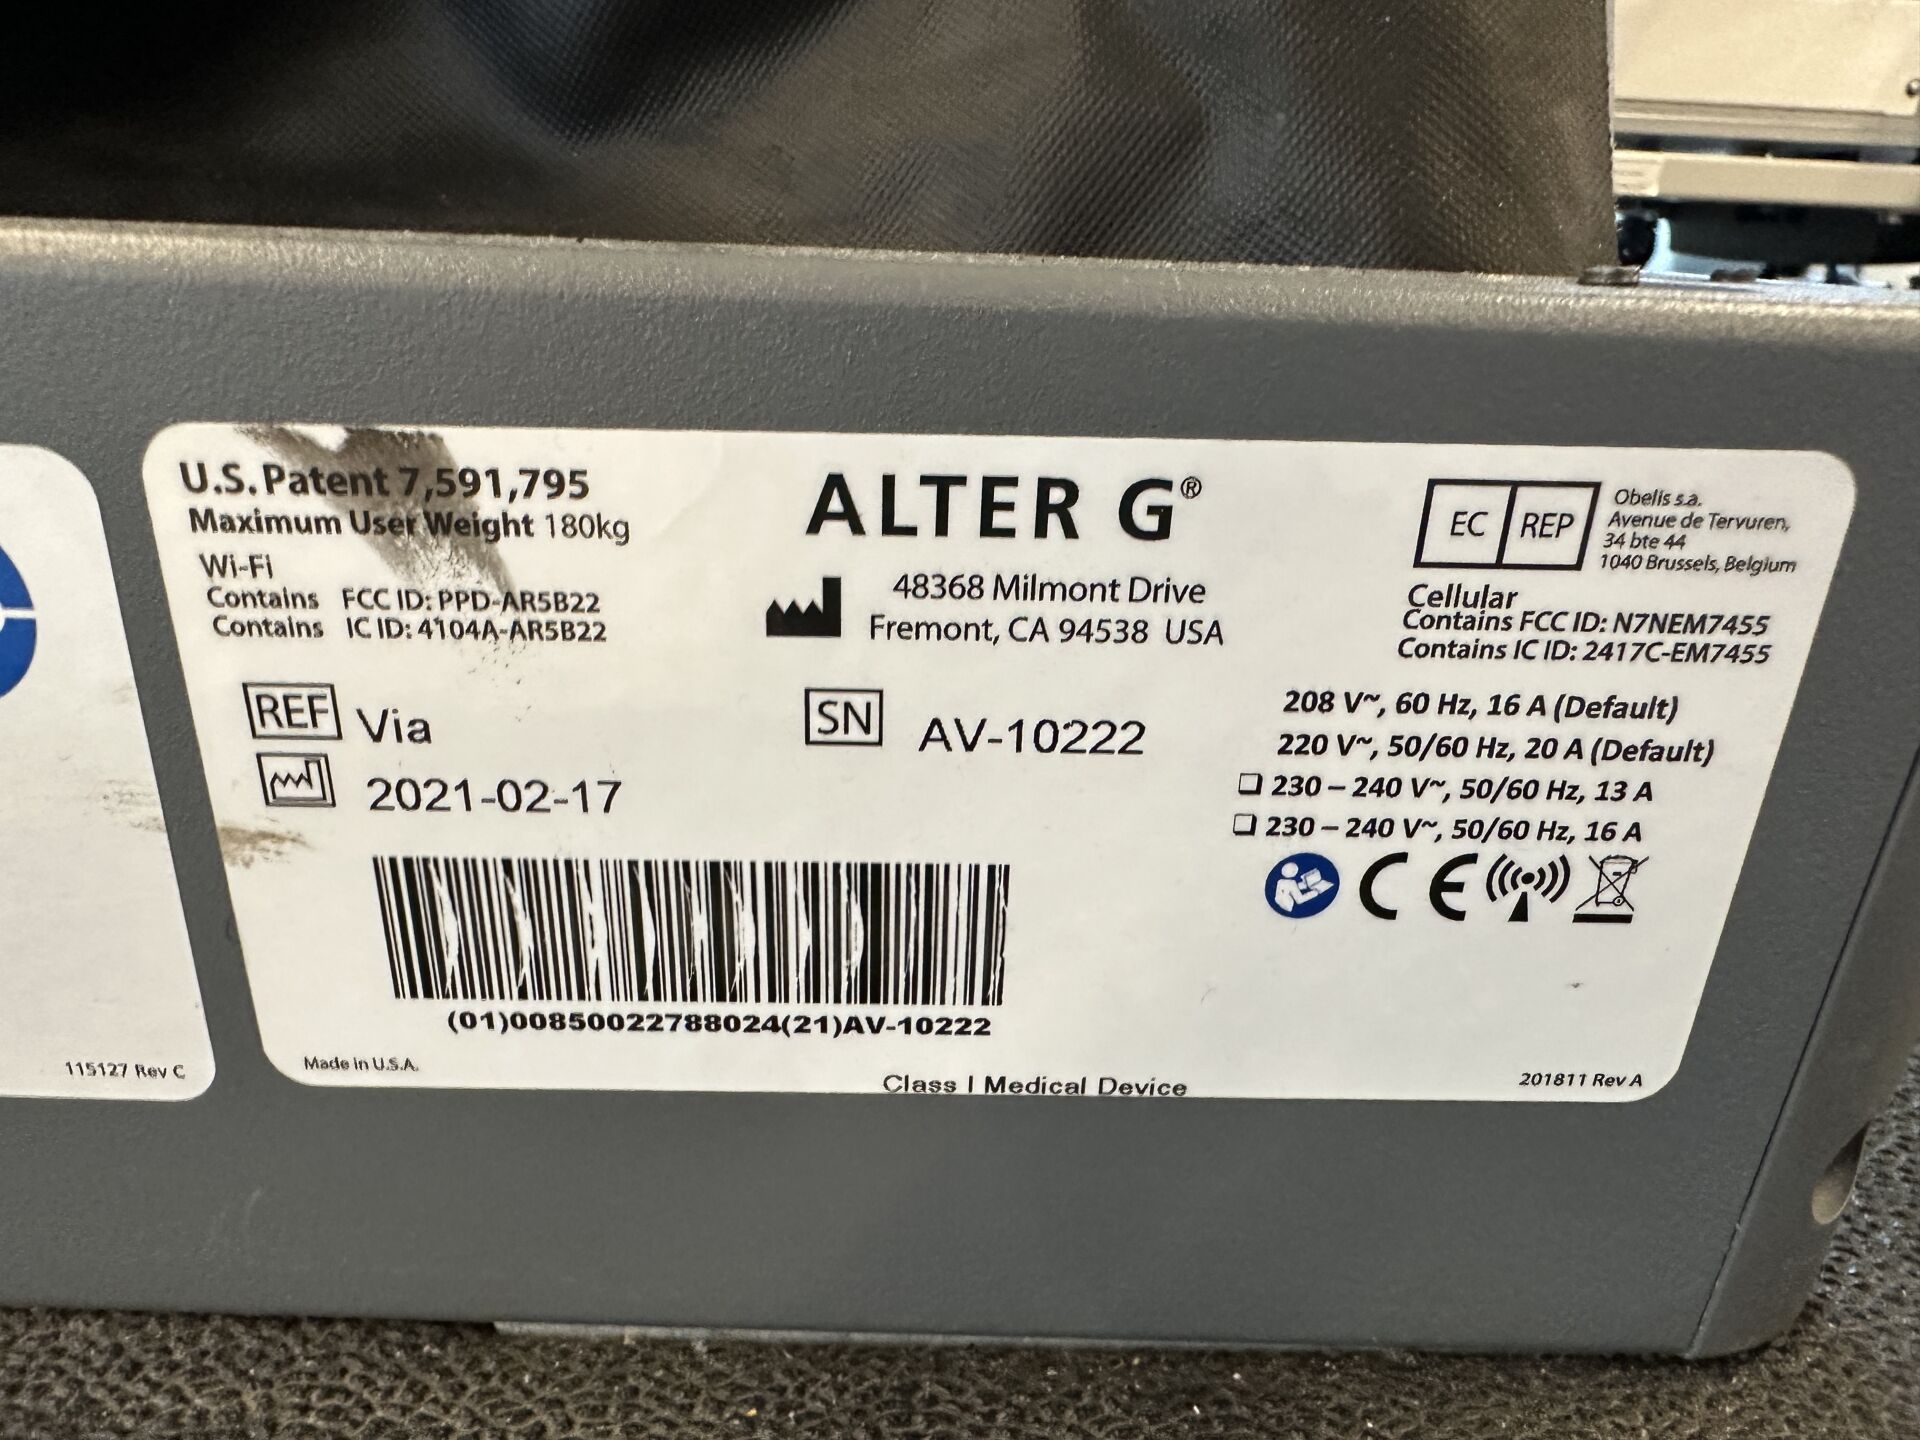 U.S. Patent 7,591,795
Maximum User Weight 180kg
Wi-Fi
Contains FCC ID: PPD-AR5B22
Contains IC ID: 4104A-AR5B22
REF Via
2021-02-17
ALTER G®
48368 Milmont Drive
Fremont, CA 94538 USA
SN AV-10222
EC REP
Obelis s.a.
Avenue de Tervuren,
34 bte 44
1040 Brussels, Belgium
Cellular
Contains FCC ID: N7NEM7455
Contains IC ID: 2417C-EM7455
208 V~, 60 Hz, 16 A (Default)
220 V~, 50/60 Hz, 20 A (Default)
❑ 230 – 240 V~, 50/60 Hz, 13 A
❑ 230 – 240 V~, 50/60 Hz, 16 A
CE
(01)00850022788024(21)AV-10222
Made in U.S.A.
Class I Medical Device
201811 Rev A
115127 Rev C